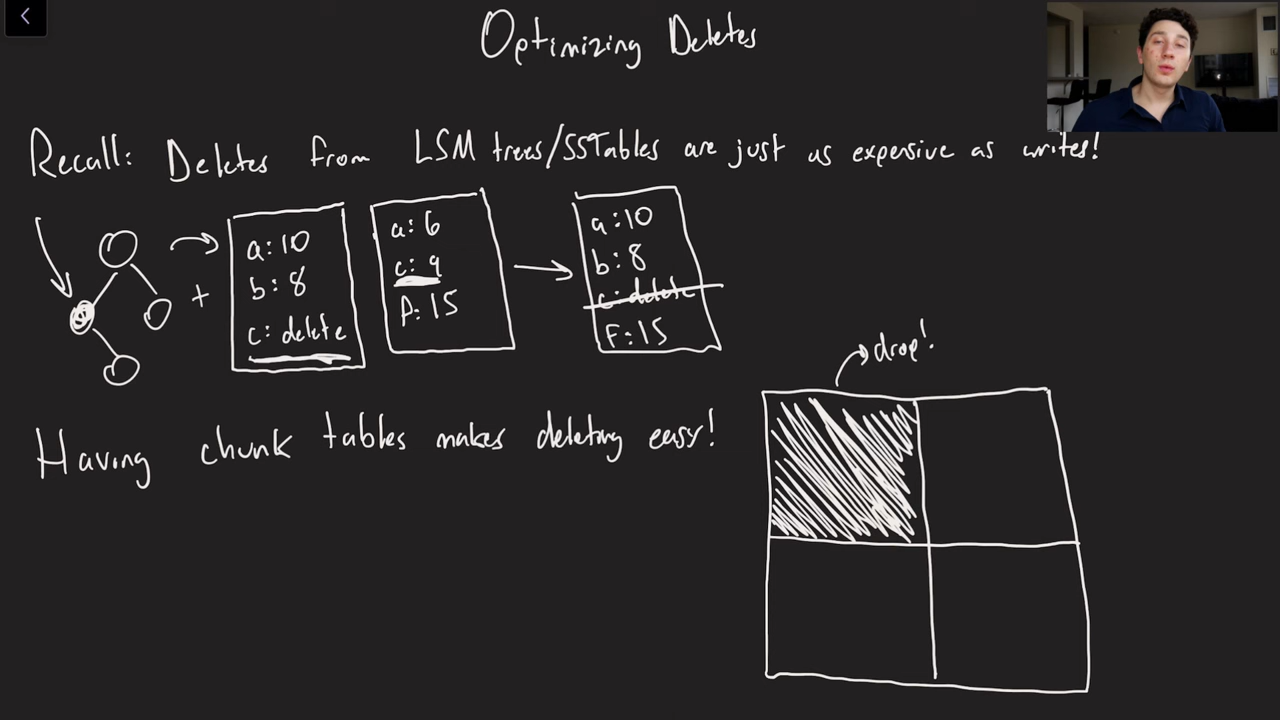 Optimizing Deletes
Recall: Deletes from LSM trees/SSTables are just as expensive as writes!
+
a:10
b:8
c: delete
a:6
c:9
F:15
a:10
b:8
c: delete
F:15
drop!
Having chunk tables makes deleting easy!